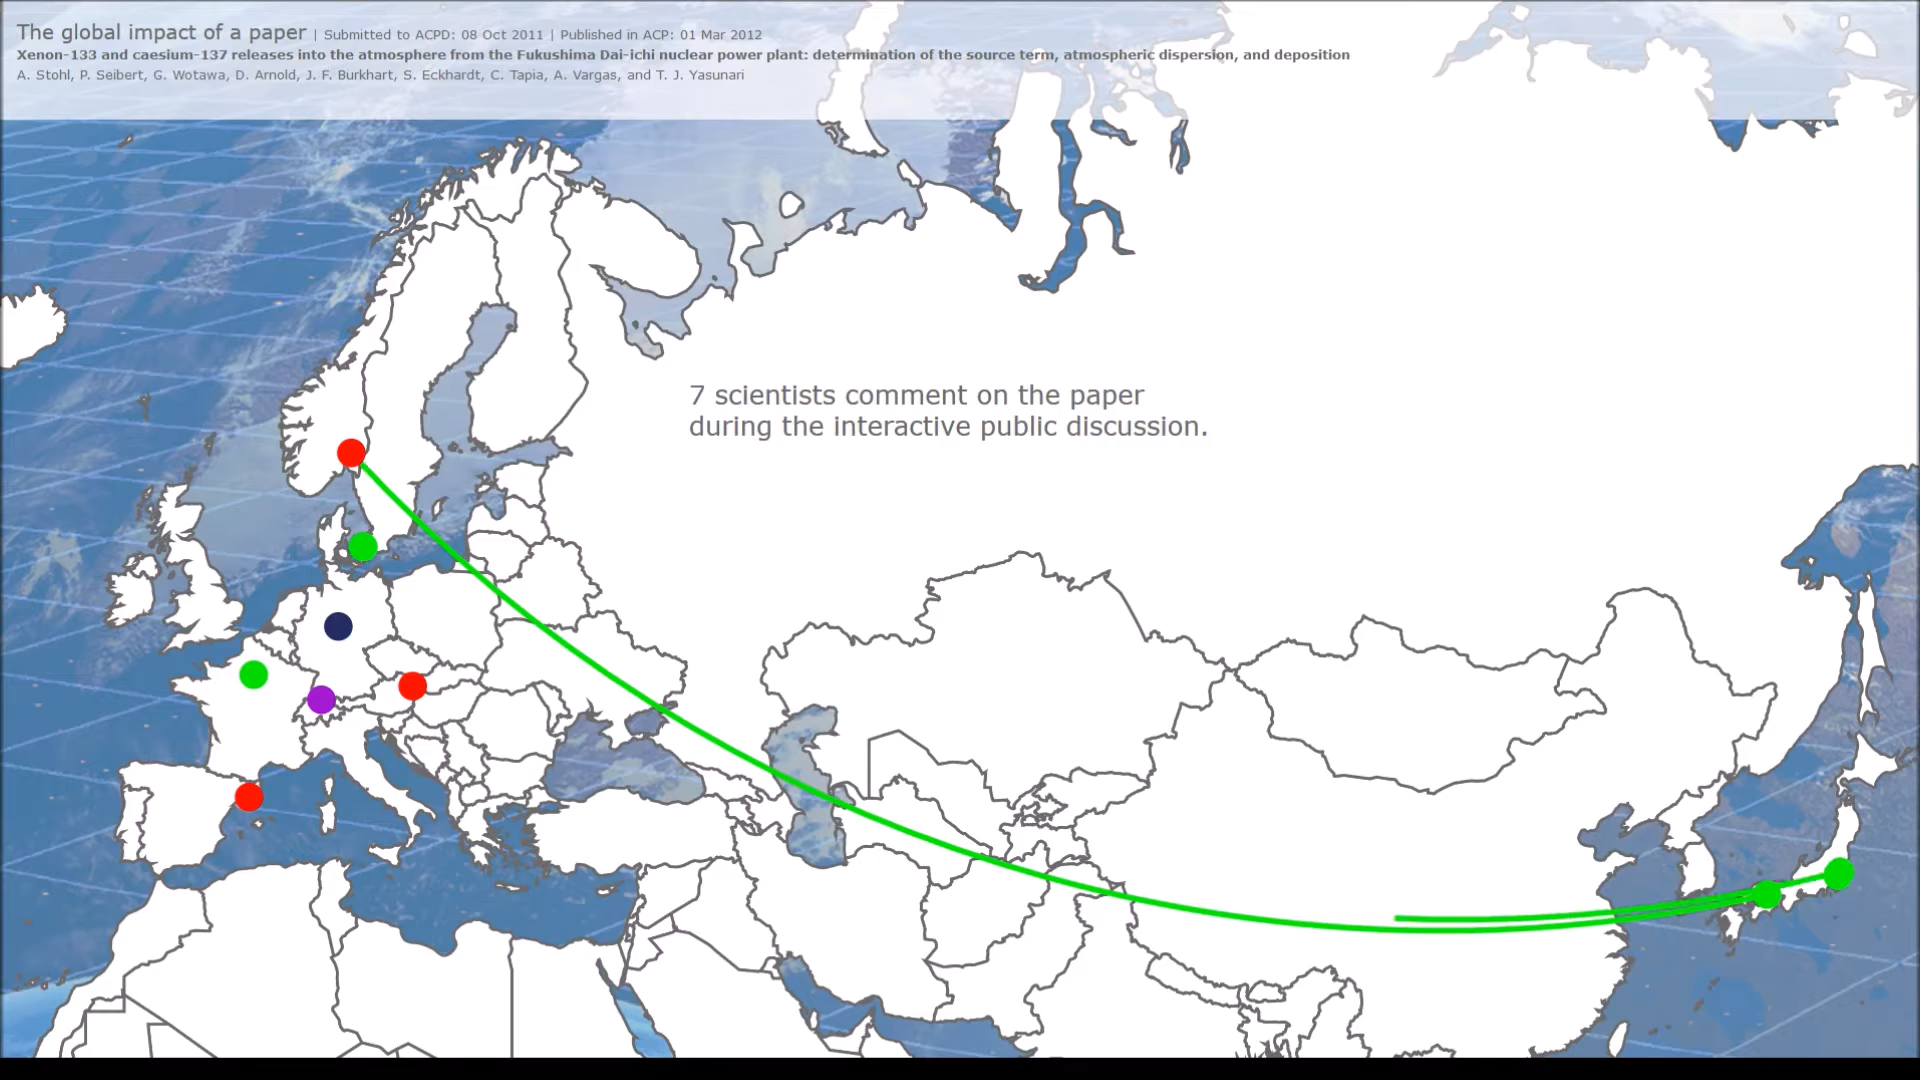 The global impact of a paper | Submitted to ACPD: 08 Oct 2011 | Published in ACP: 01 Mar 2012
Xenon-133 and caesium-137 releases into the atmosphere from the Fukushima Dai-ichi nuclear power plant: determination of the source term, atmospheric dispersion, and deposition
A. Stohl, P. Seibert, G. Wotawa, D. Arnold, J. F. Burkhart, S. Eckhardt, C. Tapia, A. Vargas, and T. J. Yasunari
7 scientists comment on the paper
during the interactive public discussion.